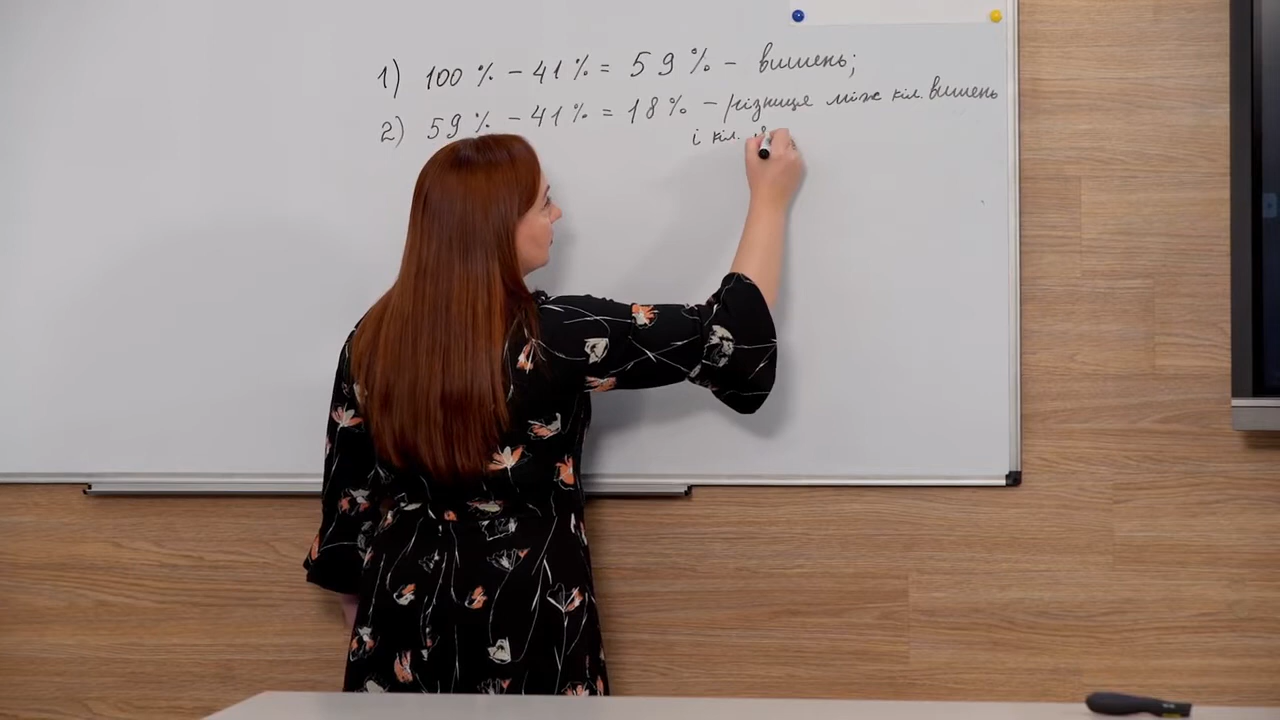 1) 100 % - 41 % = 59 % - вишень;
2) 59 % - 41 % = 18 % - різниця між кіл. вишень
і кіл.